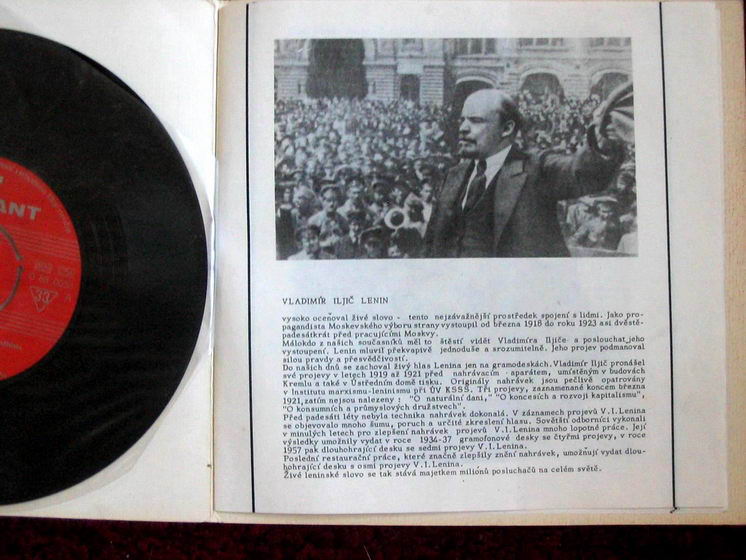 ANT
30
A
VLADIMÍR ILJIČ LENIN
vysoko oceňoval živé slovo - tento nejzávažnější prostředek spojení s lidmi. Jako pro-
pagandista Moskevského výboru strany vystoupil od března 1918 do roku 1923 asi dvěstě-
padesátkrát před pracujícími Moskvy.
Málokdo z našich současníků měl to štěstí vidět Vladimíra Iljiče a poslouchat jeho
vystoupení. Lenin mluvil překvapivě jednoduše a srozumitelně. Jeho projev podmanoval
silou pravdy a přesvědčivostí.
Do našich dnů se zachoval živý hlas Lenina jen na gramodeskách. Vladimír Iljič pronášel
své projevy v letech 1919 až 1921 před nahrávacím aparátem, umístěným v budovách
Kremlu a také v Ústředním domě tisku. Originály nahrávek jsou pečlivě opatrovány
v Institutu marxismu-leninismu při ÚV KSSS. Tři projevy, zaznamenané koncem března
1921, zatím nejsou nalezeny : "O naturální dani," "O koncesích a rozvoji kapitalismu",
"O konsumních a průmyslových družstvech".
Před padesáti léty nebyla technika nahrávek dokonalá. V záznamech projevů V.I.Lenina
se objevovalo mnoho šumu, poruch a určité zkreslení hlasu. Sovětští odborníci vykonali
v minulých letech pro zlepšení nahrávek projevů V.I.Lenina mnoho lopotné práce. Její
výsledky umožnily vydat v roce 1934-37 gramofonové desky se čtyřmi projevy, v roce
1957 pak dlouhohrající desku se sedmi projevy V.I.Lenina.
Poslední restaurační práce, které značně zlepšily znění nahrávek, umožňují vydat dlou-
hohrající desku s osmi projevy V.I.Lenina.
Živé leninské slovo se tak stává majetkem milionů posluchačů na celém světě.